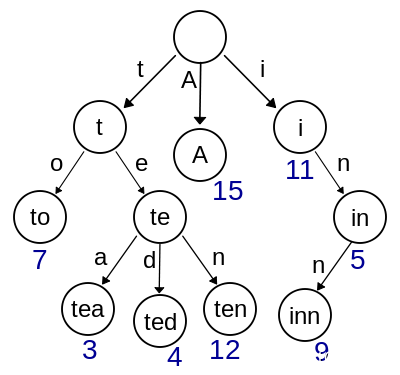 t A i
t A i
15 11
o e n
to te in
7 5
a d n n
tea ted ten inn
3 4 12 9